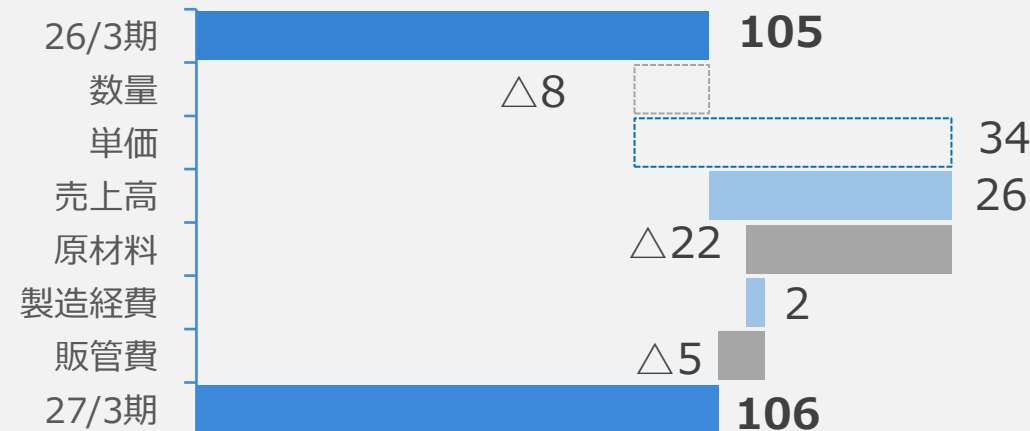 26/3期 105
数量 △8
単価 34
売上高 26
原材料 △22
製造経費 2
販管費 △5
27/3期 106